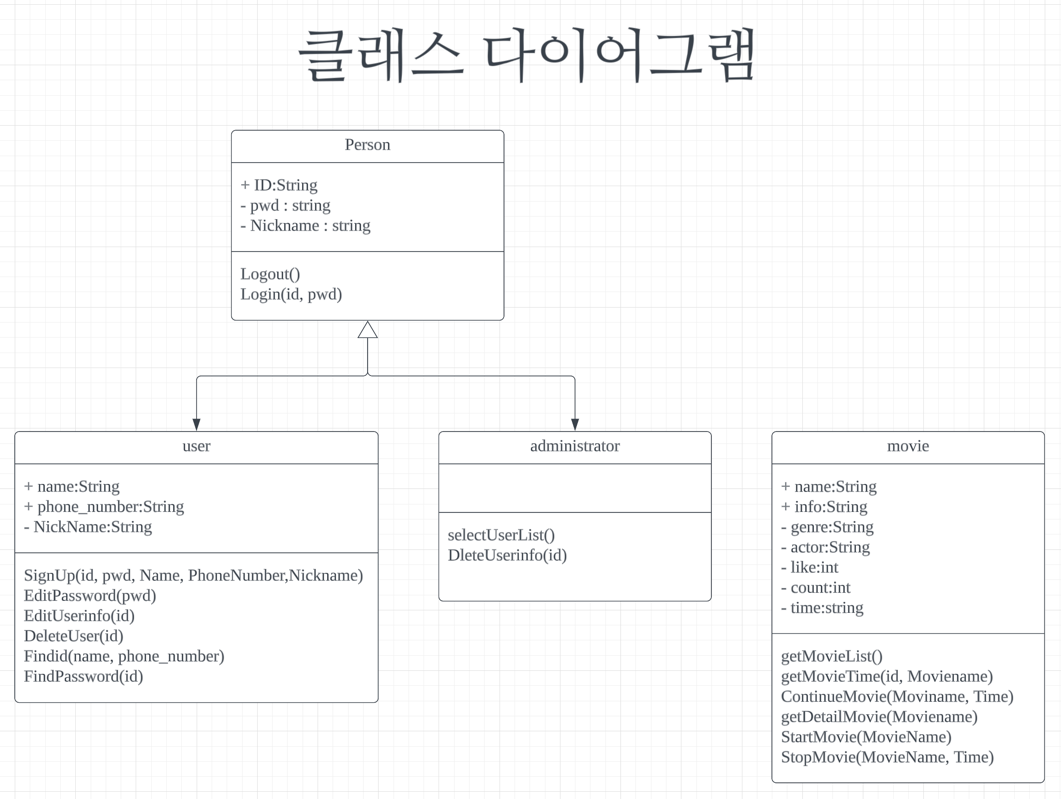 클래스 다이어그램
Person
+ ID:String
- pwd : string
- Nickname : string
Logout()
Login(id, pwd)
user
+ name:String
+ phone_number:String
- NickName:String
SignUp(id, pwd, Name, PhoneNumber,Nickname)
EditPassword(pwd)
EditUserinfo(id)
DeleteUser(id)
Findid(name, phone_number)
FindPassword(id)
administrator
selectUserList()
DleteUserinfo(id)
movie
+ name:String
+ info:String
- genre:String
- actor:String
- like:int
- count:int
- time:string
getMovieList()
getMovieTime(id, Moviename)
ContinueMovie(Moviname, Time)
getDetailMovie(Moviename)
StartMovie(MovieName)
StopMovie(MovieName, Time)